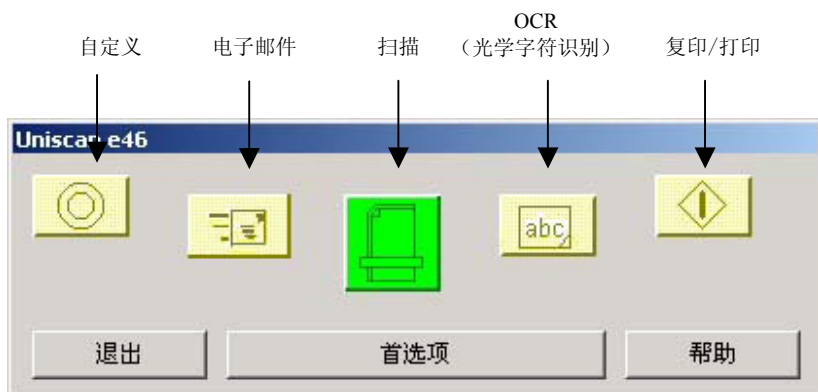 自定义
电子邮件
扫描
OCR
（光学字符识别）
复印/打印
Uniscan e46
abc
退出
首选项
帮助